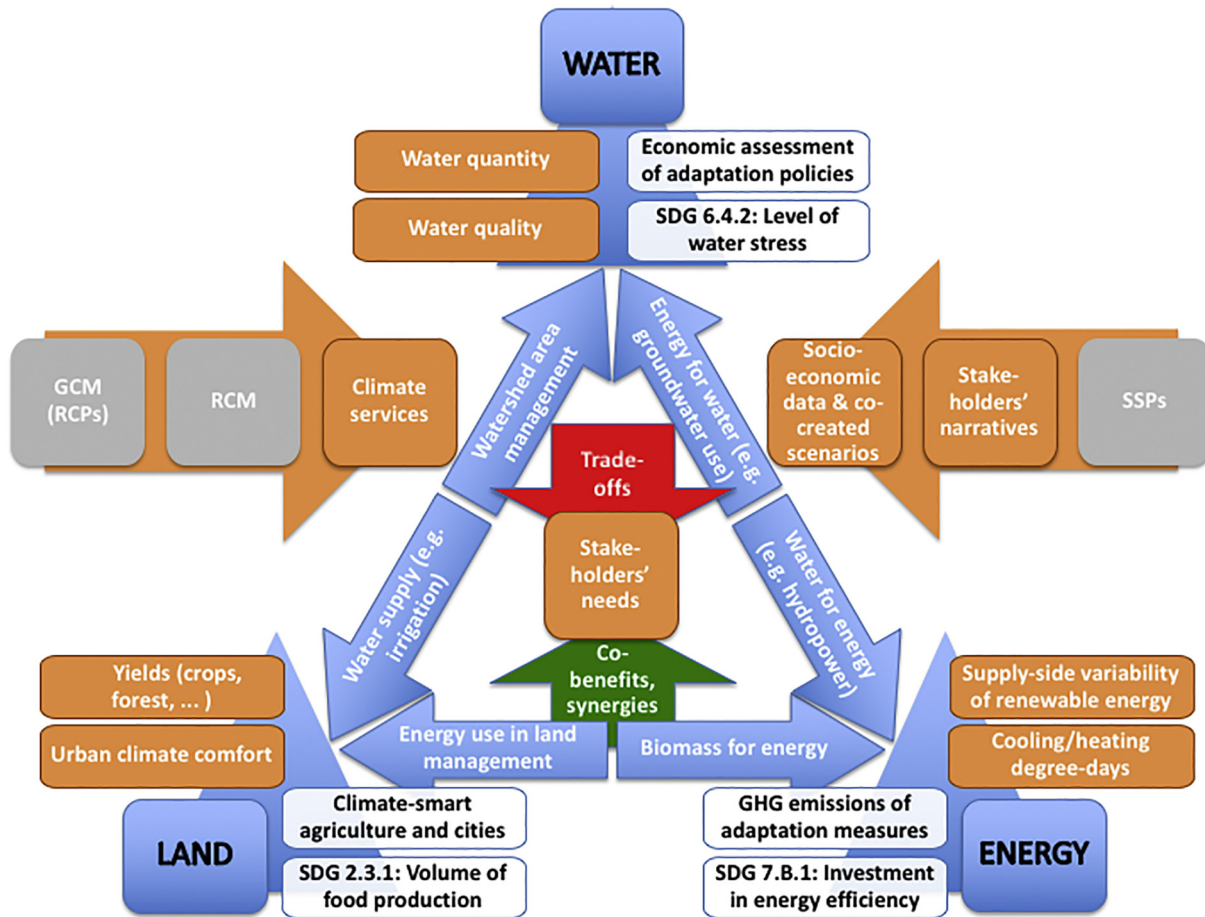 WATER
Water quantity
Economic assessment
of adaptation policies
Water quality
SDG 6.4.2: Level of
water stress
GCM
(RCPs)
RCM
Climate
services
Watershed area
management
Energy for water (e.g.
groundwater use)
Socio-
economic
data & co-
created
scenarios
Stake-
holders'
narratives
SSPs
Trade-
offs
Stake-
holders'
needs
Co-
benefits,
synergies
Water supply (e.g.
irrigation)
Water for energy
(e.g. hydropower)
Yields (crops,
forest, ... )
Urban climate comfort
Energy use in land
management
Biomass for energy
Supply-side variability
of renewable energy
Cooling/heating
degree-days
LAND
Climate-smart
agriculture and cities
SDG 2.3.1: Volume of
food production
GHG emissions of
adaptation measures
SDG 7.B.1: Investment
in energy efficiency
ENERGY